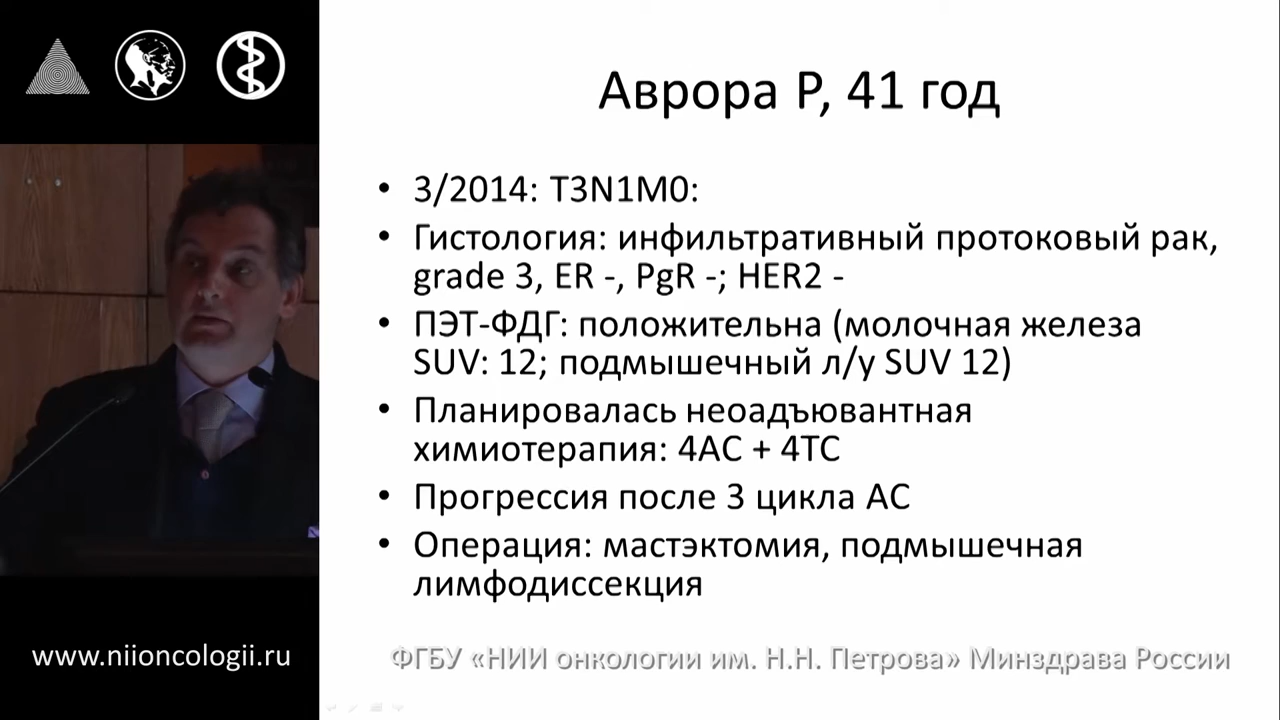 Аврора Р, 41 год
• 3/2014: T3N1M0:
• Гистология: инфильтративный протоковый рак,
grade 3, ER -, PgR -; HER2 -
• ПЭТ-ФДГ: положительна (молочная железа
SUV: 12; подмышечный л/у SUV 12)
• Планировалась неоадъювантная
химиотерапия: 4АС + 4ТС
• Прогрессия после 3 цикла АС
• Операция: мастэктомия, подмышечная
лимфодиссекция
www.niioncologii.ru
ФГБУ «НИИ онкологии им. Н.Н. Петрова» Минздрава России